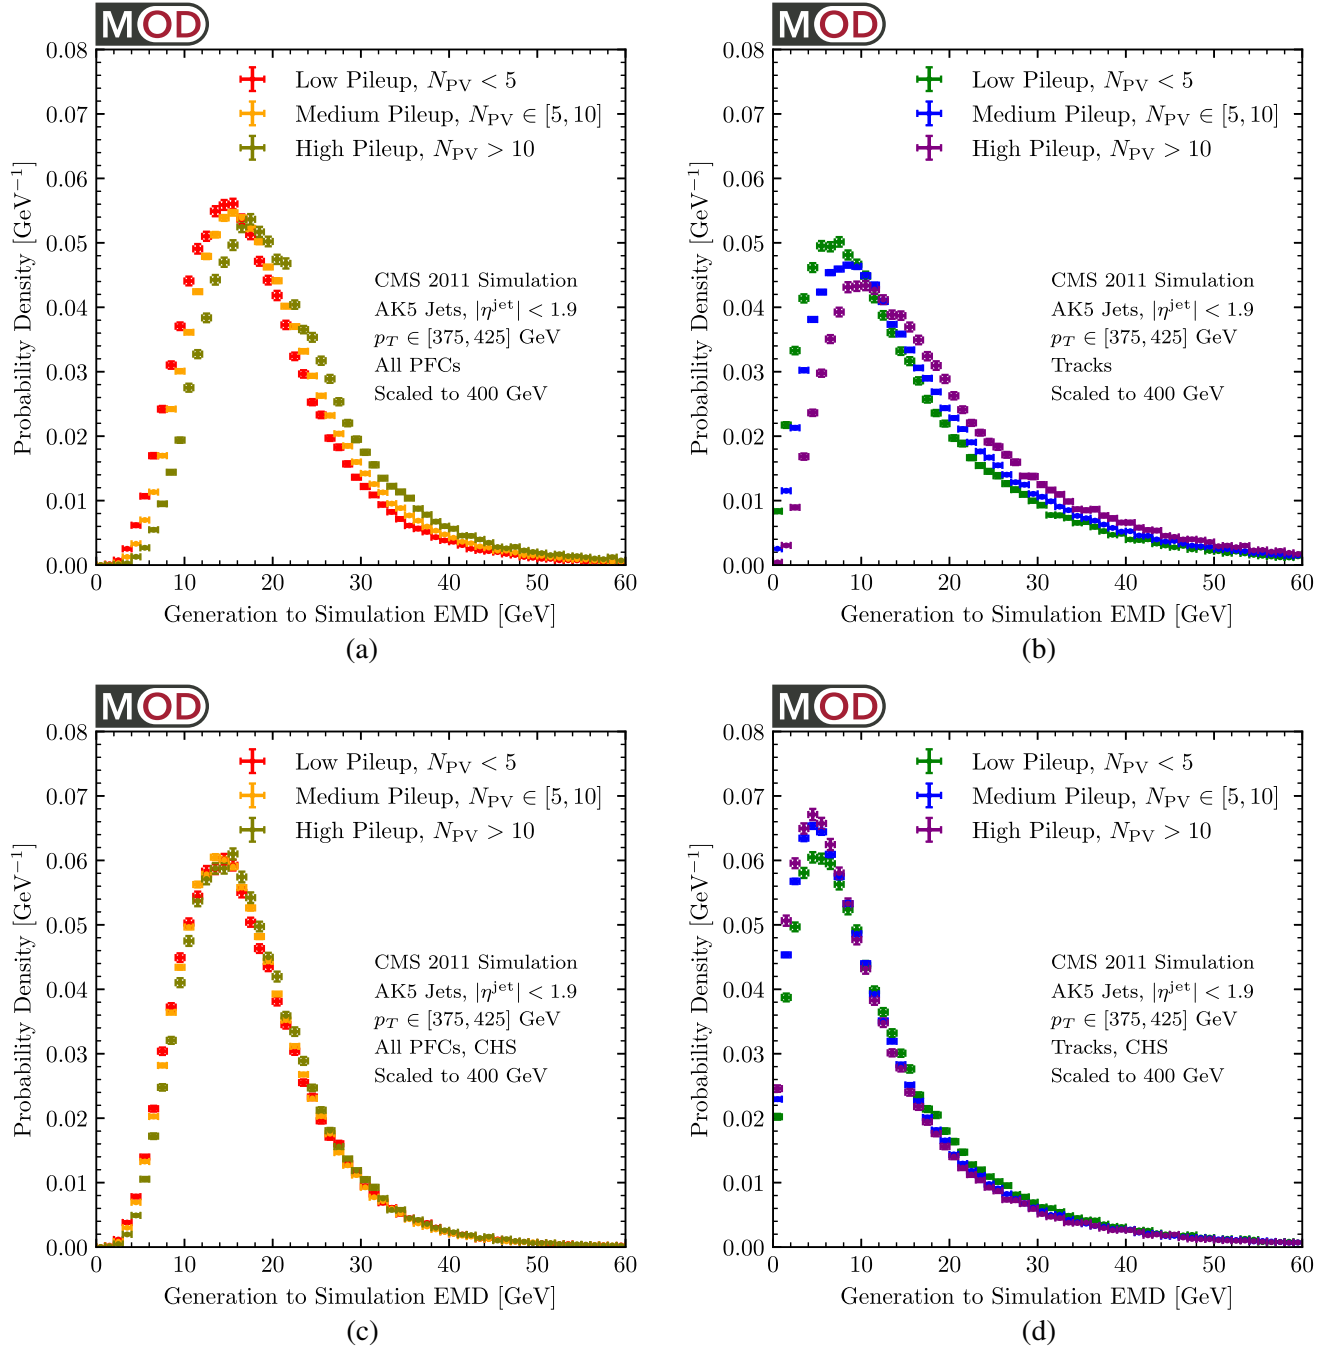 MOD
0.08
0.07
0.06
0.05
0.04
0.03
0.02
0.01
0.00
Probability Density [GeV⁻¹]
Low Pileup, N_PV < 5
Medium Pileup, N_PV ∈ [5, 10]
High Pileup, N_PV > 10
CMS 2011 Simulation
AK5 Jets, |η^jet| < 1.9
p_T ∈ [375, 425] GeV
All PFCs
Scaled to 400 GeV
0 10 20 30 40 50 60
Generation to Simulation EMD [GeV]
(a)
MOD
0.08
0.07
0.06
0.05
0.04
0.03
0.02
0.01
0.00
Probability Density [GeV⁻¹]
Low Pileup, N_PV < 5
Medium Pileup, N_PV ∈ [5, 10]
High Pileup, N_PV > 10
CMS 2011 Simulation
AK5 Jets, |η^jet| < 1.9
p_T ∈ [375, 425] GeV
Tracks
Scaled to 400 GeV
0 10 20 30 40 50 60
Generation to Simulation EMD [GeV]
(b)
MOD
0.08
0.07
0.06
0.05
0.04
0.03
0.02
0.01
0.00
Probability Density [GeV⁻¹]
Low Pileup, N_PV < 5
Medium Pileup, N_PV ∈ [5, 10]
High Pileup, N_PV > 10
CMS 2011 Simulation
AK5 Jets, |η^jet| < 1.9
p_T ∈ [375, 425] GeV
All PFCs, CHS
Scaled to 400 GeV
0 10 20 30 40 50 60
Generation to Simulation EMD [GeV]
(c)
MOD
0.08
0.07
0.06
0.05
0.04
0.03
0.02
0.01
0.00
Probability Density [GeV⁻¹]
Low Pileup, N_PV < 5
Medium Pileup, N_PV ∈ [5, 10]
High Pileup, N_PV > 10
CMS 2011 Simulation
AK5 Jets, |η^jet| < 1.9
p_T ∈ [375, 425] GeV
Tracks, CHS
Scaled to 400 GeV
0 10 20 30 40 50 60
Generation to Simulation EMD [GeV]
(d)